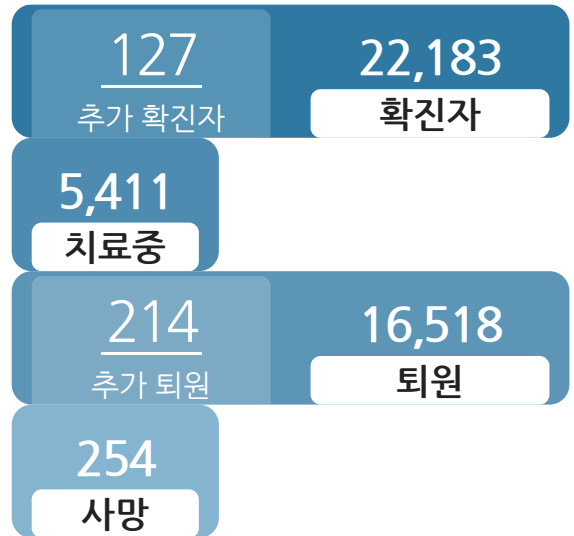 127
추가 확진자
22,183
확진자
5,411
치료중
214
추가 퇴원
16,518
퇴원
254
사망